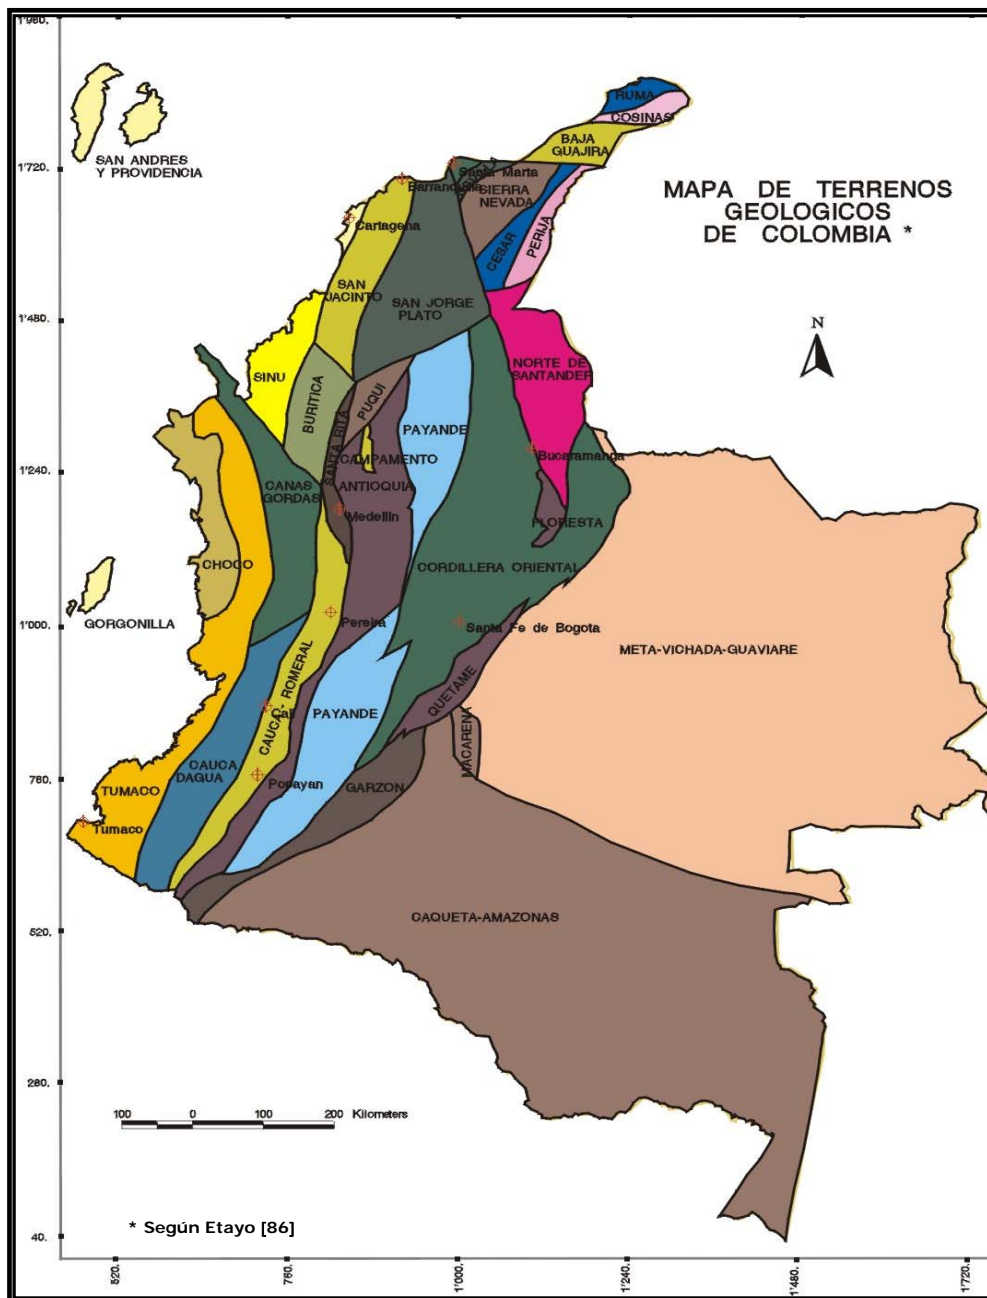 1'960.
1'720.
1'480.
1'240.
1'000.
780.
520.
280.
40.
520.
760.
1'000.
1'240.
1'480.
1'720.
MAPA DE TERRENOS
GEOLOGICOS
DE COLOMBIA *
N
SAN ANDRES
Y PROVIDENCIA
RUMA
COSINAS
BAJA
GUAJIRA
Santa Marta
SIERRA
NEVADA
Barranquilla
Cartagena
CESAR
PERIJA
SAN
JACINTO
SAN JORGE
PLATO
SINU
BURITICA
PUQUI
SANTA RITA
NORTE DE
SANTANDER
PAYANDE
Bucaramanga
CAMPAMENTO
ANTIOQUIA
CANAS
GORDAS
Medellin
FLORESTA
CHOCO
CORDILLERA ORIENTAL
GORGONILLA
Pereira
Santa Fe de Bogota
META-VICHADA-GUAVIARE
CAUCA - ROMERAL
QUETAME
Cali
PAYANDE
MACARENA
CAUCA
DAGUA
Popayan
GARZON
TUMACO
Tumaco
CAQUETA-AMAZONAS
100 0 100 200 Kilometers
* Según Etayo [86]